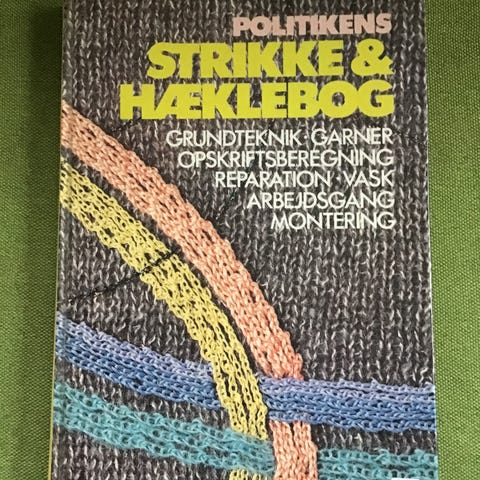 POLITIKENS
STRIKKE &
HÆKLEBOG
GRUNDTEKNIK · GARNER
OPSKRIFTSBEREGNING
REPARATION · VASK
ARBEJDSGANG
MONTERING